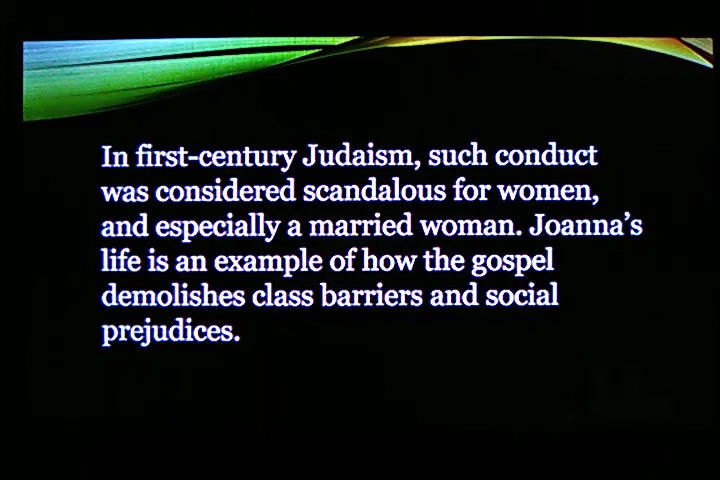 In first-century Judaism, such conduct
was considered scandalous for women,
and especially a married woman. Joanna’s
life is an example of how the gospel
demolishes class barriers and social
prejudices.